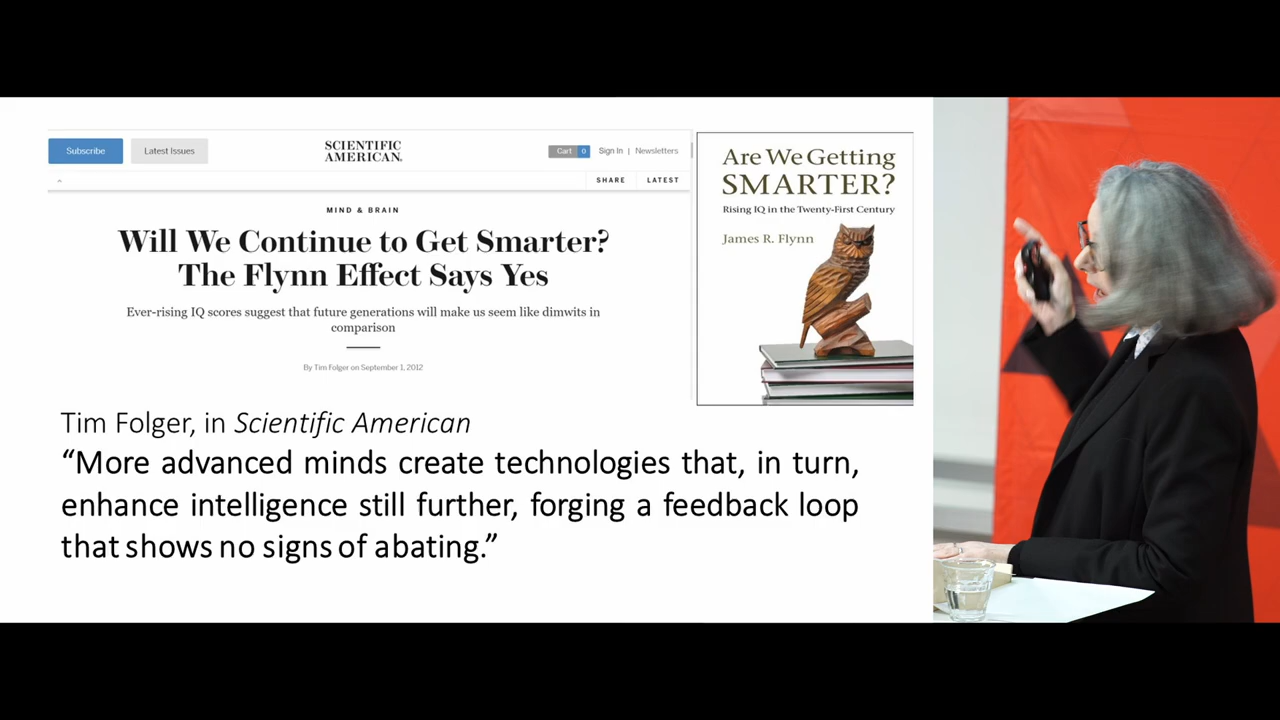 Subscribe
Latest Issues
SCIENTIFIC
AMERICAN.
Cart 0
Sign In | Newsletters
SHARE
LATEST
MIND & BRAIN
Will We Continue to Get Smarter?
The Flynn Effect Says Yes
Ever-rising IQ scores suggest that future generations will make us seem like dimwits in
comparison
By Tim Folger on September 1, 2012
Are We Getting
SMARTER?
Rising IQ in the Twenty-First Century
James R. Flynn
Tim Folger, in Scientific American
“More advanced minds create technologies that, in turn,
enhance intelligence still further, forging a feedback loop
that shows no signs of abating.”